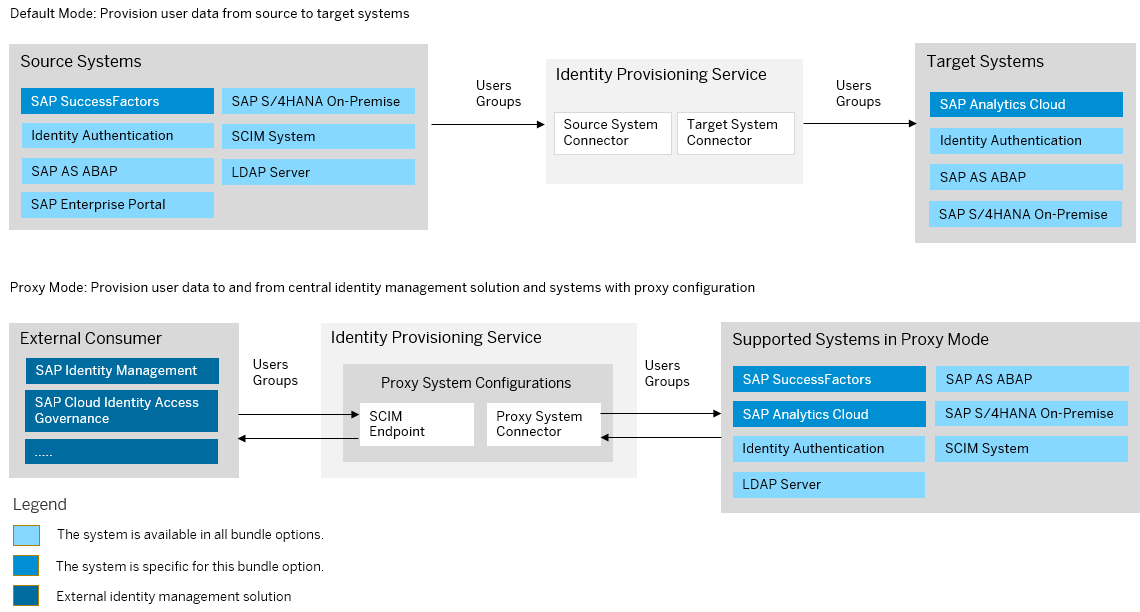 Default Mode: Provision user data from source to target systems
Source Systems
SAP SuccessFactors
SAP S/4HANA On-Premise
Identity Authentication
SCIM System
SAP AS ABAP
LDAP Server
SAP Enterprise Portal
Users
Groups
Identity Provisioning Service
Source System
Connector
Target System
Connector
Users
Groups
Target Systems
SAP Analytics Cloud
Identity Authentication
SAP AS ABAP
SAP S/4HANA On-Premise
Proxy Mode: Provision user data to and from central identity management solution and systems with proxy configuration
External Consumer
SAP Identity Management
SAP Cloud Identity Access
Governance
.....
Users
Groups
Identity Provisioning Service
Proxy System Configurations
SCIM
Endpoint
Proxy System
Connector
Users
Groups
Supported Systems in Proxy Mode
SAP SuccessFactors
SAP AS ABAP
SAP Analytics Cloud
SAP S/4HANA On-Premise
Identity Authentication
SCIM System
LDAP Server
Legend
The system is available in all bundle options.
The system is specific for this bundle option.
External identity management solution